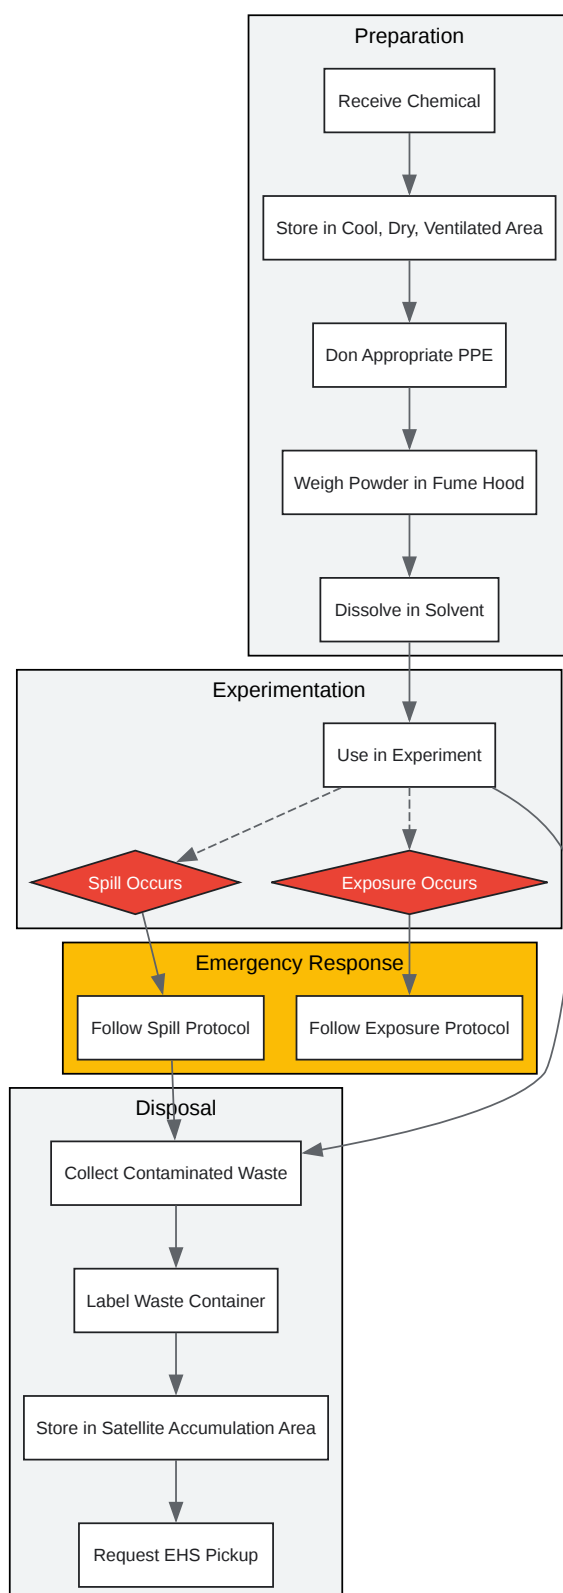 Preparation
Receive Chemical
Store in Cool, Dry, Ventilated Area
Don Appropriate PPE
Weigh Powder in Fume Hood
Dissolve in Solvent
Experimentation
Use in Experiment
Spill Occurs
Exposure Occurs
Emergency Response
Follow Spill Protocol
Follow Exposure Protocol
Disposal
Collect Contaminated Waste
Label Waste Container
Store in Satellite Accumulation Area
Request EHS Pickup